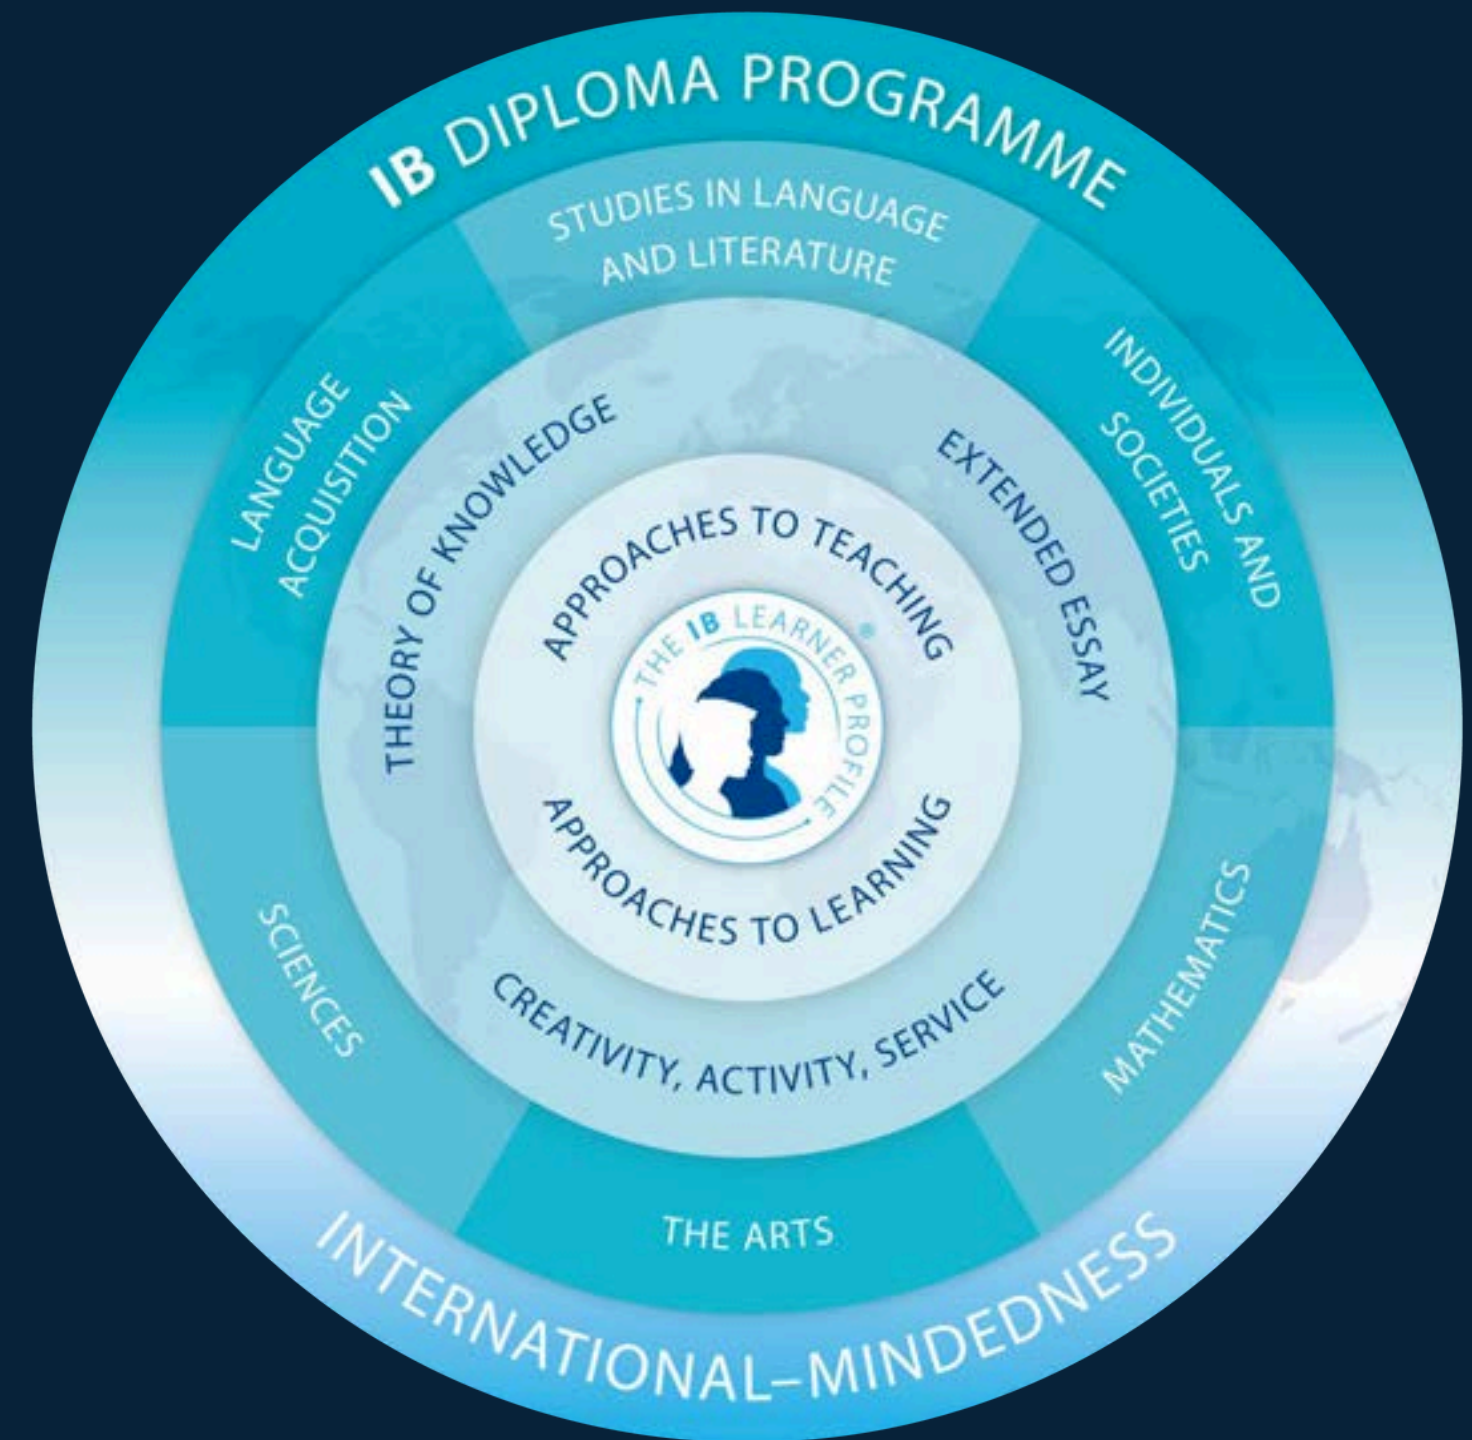 IB DIPLOMA PROGRAMME
STUDIES IN LANGUAGE
AND LITERATURE
INDIVIDUALS AND
SOCIETIES
MATHEMATICS
THE ARTS
SCIENCES
LANGUAGE
ACQUISITION
THEORY OF KNOWLEDGE
EXTENDED ESSAY
CREATIVITY, ACTIVITY, SERVICE
APPROACHES TO TEACHING
APPROACHES TO LEARNING
THE IB LEARNER PROFILE ®
INTERNATIONAL–MINDEDNESS